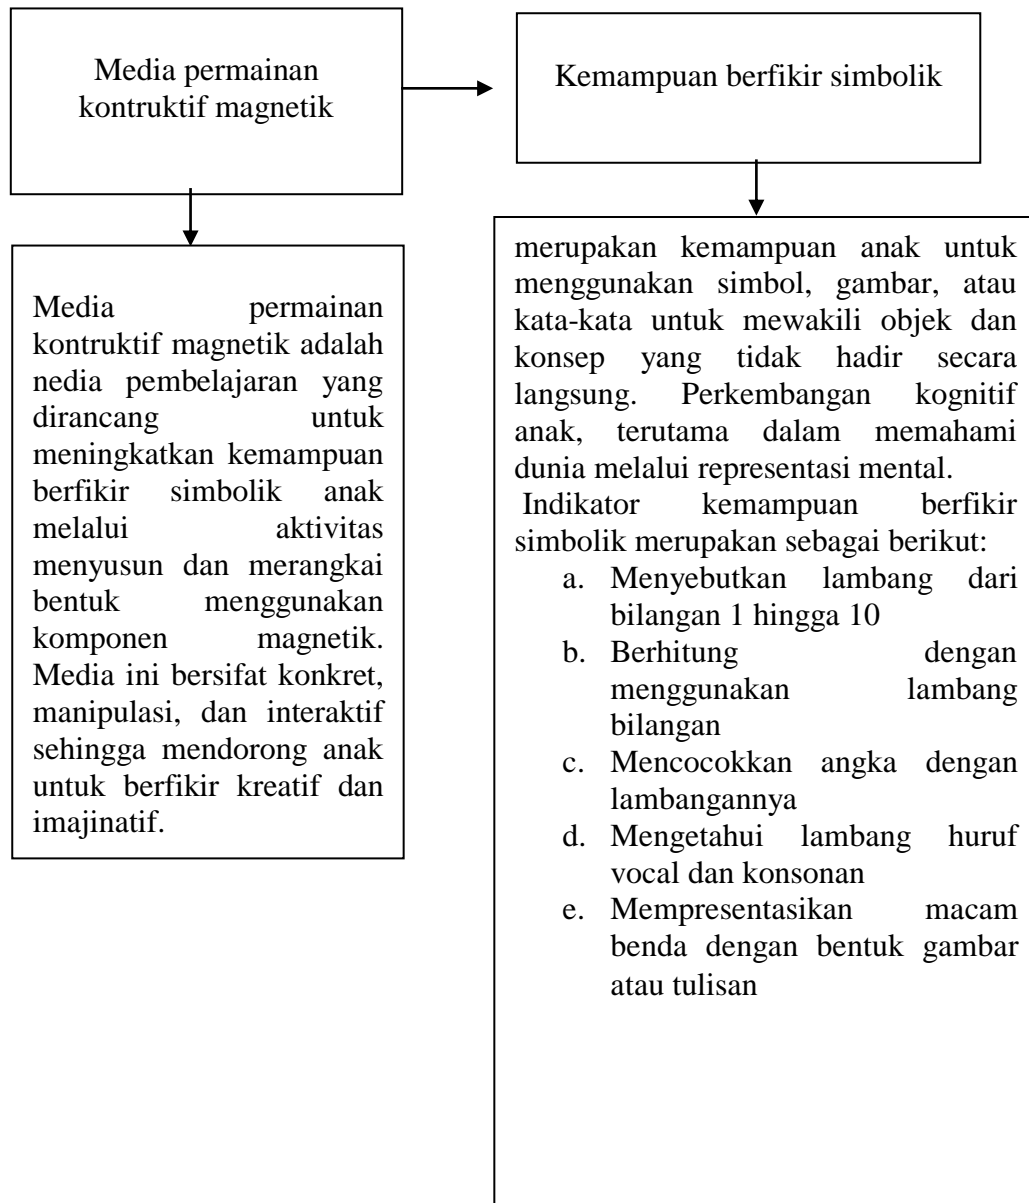 Media permainan
kontruktif magnetik
Kemampuan berfikir simbolik
Media permainan
kontruktif magnetik adalah
nedia pembelajaran yang
dirancang untuk
meningkatkan kemampuan
berfikir simbolik anak
melalui aktivitas
menyusun dan merangkai
bentuk menggunakan
komponen magnetik.
Media ini bersifat konkret,
manipulasi, dan interaktif
sehingga mendorong anak
untuk berfikir kreatif dan
imajinatif.
merupakan kemampuan anak untuk
menggunakan simbol, gambar, atau
kata-kata untuk mewakili objek dan
konsep yang tidak hadir secara
langsung. Perkembangan kognitif
anak, terutama dalam memahami
dunia melalui representasi mental.
Indikator kemampuan berfikir
simbolik merupakan sebagai berikut:
a. Menyebutkan lambang dari
bilangan 1 hingga 10
b. Berhitung dengan
menggunakan lambang
bilangan
c. Mencocokkan angka dengan
lambangannya
d. Mengetahui lambang huruf
vocal dan konsonan
e. Mempresentasikan macam
benda dengan bentuk gambar
atau tulisan